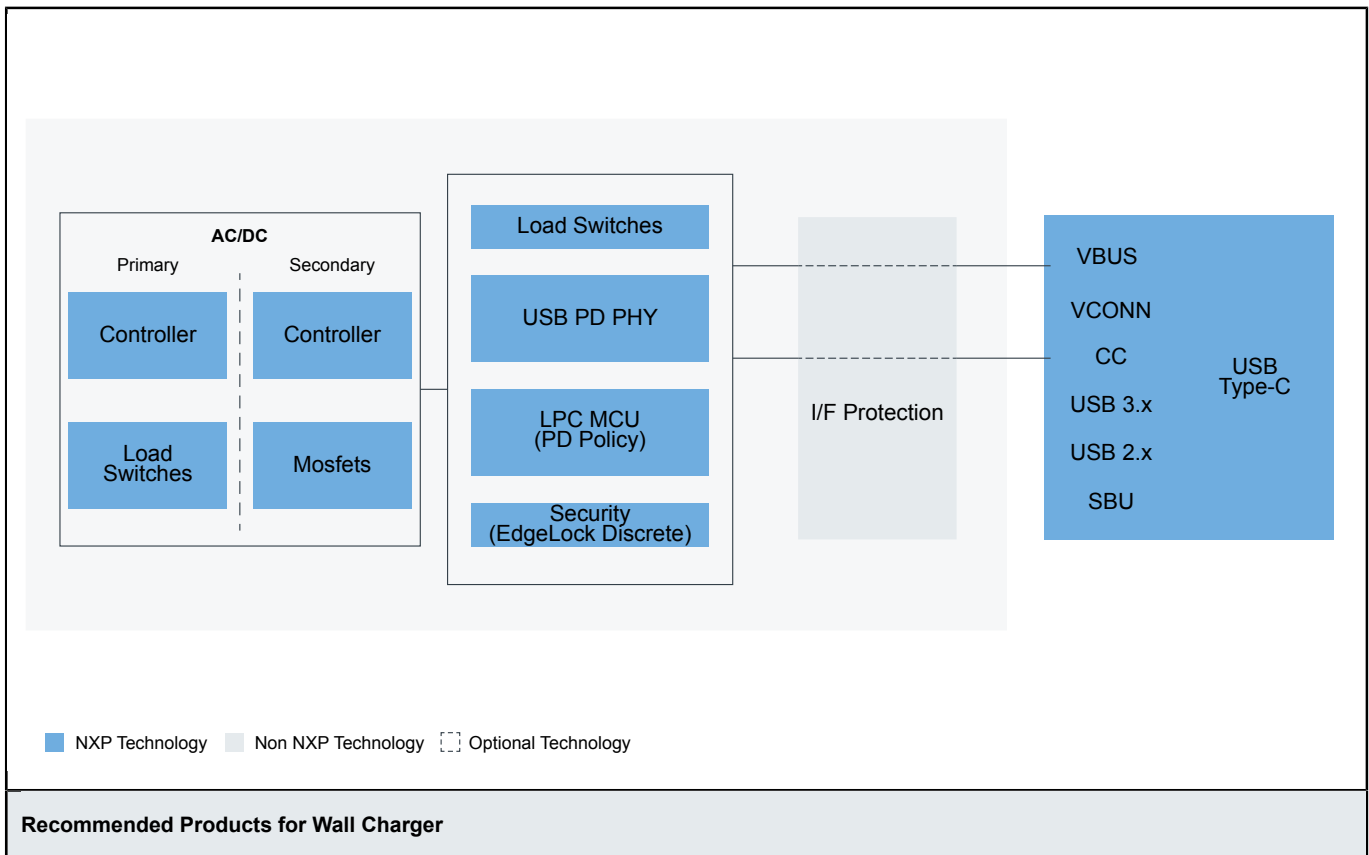 AC/DC
Primary
Secondary
Controller
Controller
Load
Switches
Mosfets
Load Switches
USB PD PHY
LPC MCU
(PD Policy)
Security
(EdgeLock Discrete)
I/F Protection
VBUS
VCONN
CC
USB 3.x
USB 2.x
SBU
USB
Type-C
NXP Technology
Non NXP Technology
Optional Technology
Recommended Products for Wall Charger